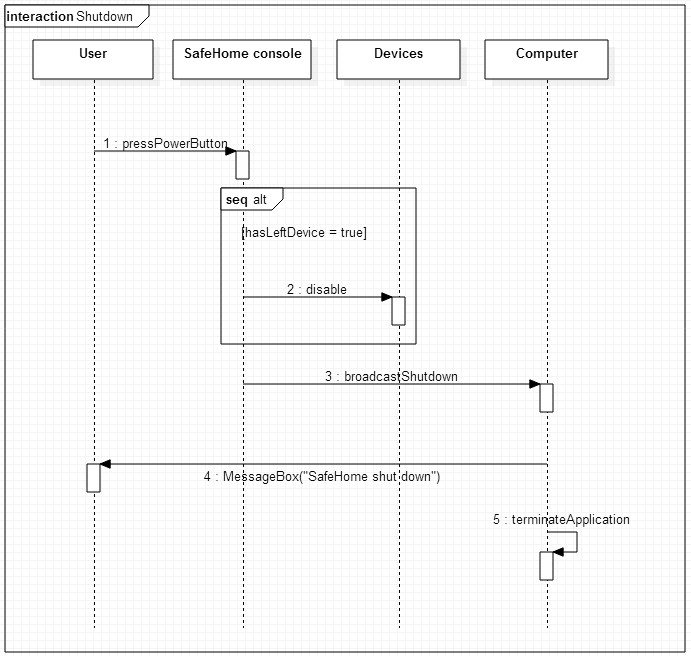 interaction Shutdown
User
SafeHome console
Devices
Computer
1 : pressPowerButton
seq alt
[hasLeftDevice = true]
2 : disable
3 : broadcastShutdown
4 : MessageBox("SafeHome shut down")
5 : terminateApplication